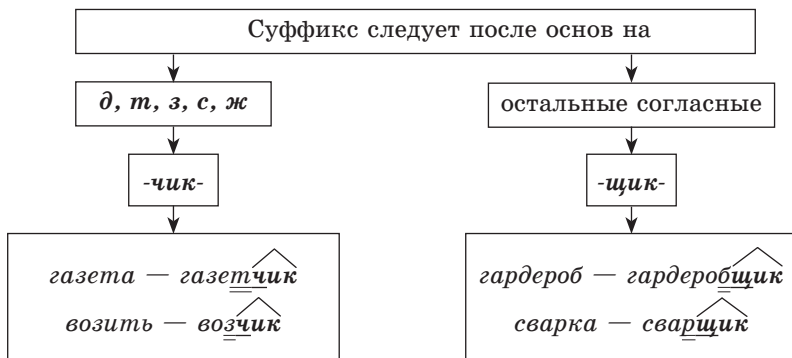 Суффикс следует после основ на
д, т, з, с, ж
остальные согласные
-чик-
-щик-
газета — газетчик
возить — возчик
гардероб — гардеробщик
сварка — сварщик